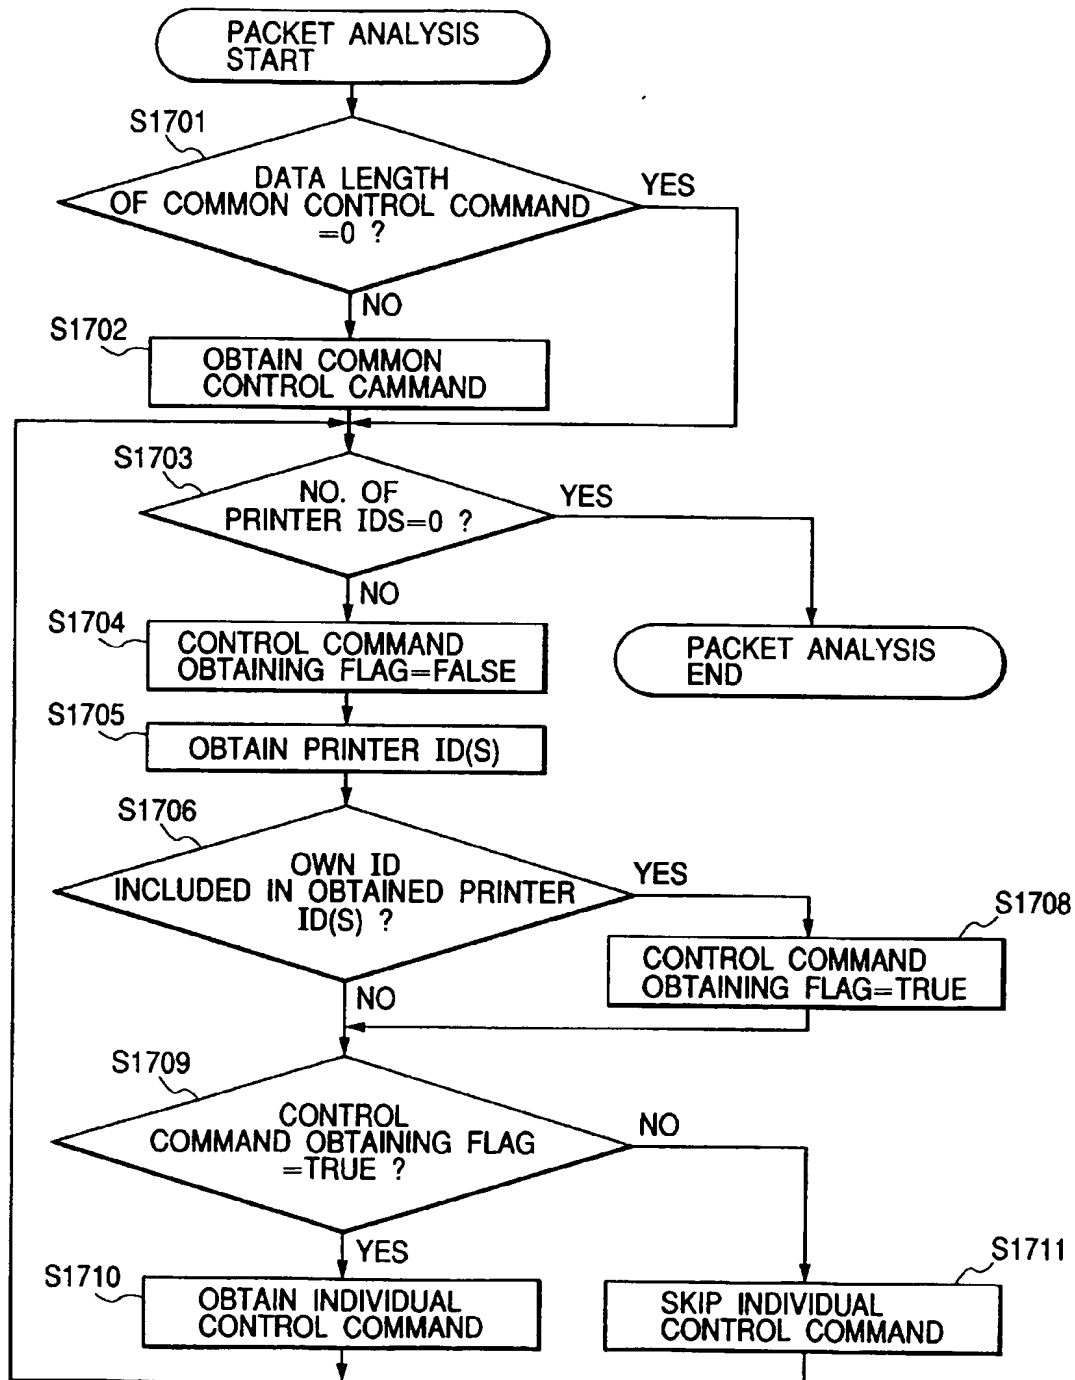 PACKET ANALYSIS
START
S1701
DATA LENGTH
OF COMMON CONTROL COMMAND
=0 ?
YES
NO
S1702
OBTAIN COMMON
CONTROL CAMMAND
S1703
NO. OF
PRINTER IDS=0 ?
YES
NO
S1704
CONTROL COMMAND
OBTAINING FLAG=FALSE
PACKET ANALYSIS
END
S1705
OBTAIN PRINTER ID(S)
S1706
OWN ID
INCLUDED IN OBTAINED PRINTER
ID(S) ?
YES
NO
S1708
CONTROL COMMAND
OBTAINING FLAG=TRUE
S1709
CONTROL
COMMAND OBTAINING FLAG
=TRUE ?
NO
YES
S1710
OBTAIN INDIVIDUAL
CONTROL COMMAND
S1711
SKIP INDIVIDUAL
CONTROL COMMAND